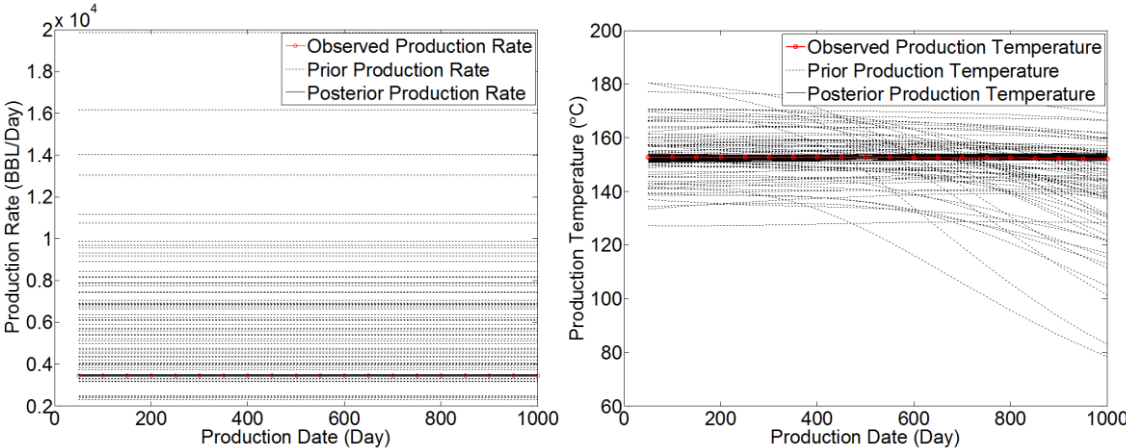 2 x 10⁴
1.8
1.6
1.4
1.2
1
0.8
0.6
0.4
0.2
0
200
400
600
800
1000
Production Rate (BBL/Day)
Production Date (Day)
Observed Production Rate
Prior Production Rate
Posterior Production Rate
200
180
160
140
120
100
80
60
0
200
400
600
800
1000
Production Temperature (°C)
Production Date (Day)
Observed Production Temperature
Prior Production Temperature
Posterior Production Temperature